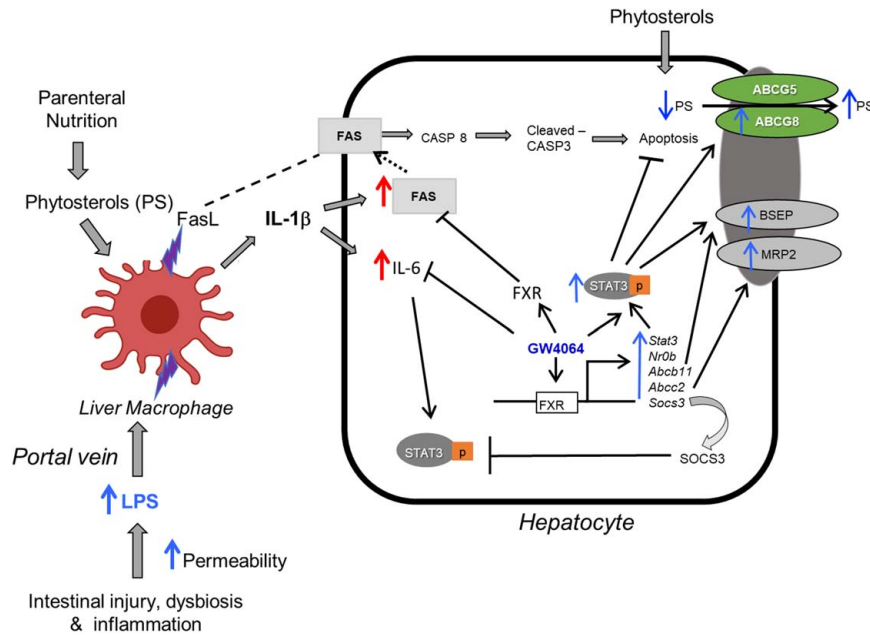 Phytosterols
Parenteral
Nutrition
Phytosterols (PS)
FasL
IL-1β
FAS
CASP 8
Cleaved –
CASP3
Apoptosis
PS
ABCG5
ABCG8
PS
FAS
IL-6
BSEP
MRP2
STAT3
p
FXR
GW4064
Stat3
Nr0b
Abcb11
Abcc2
Socs3
FXR
STAT3
p
SOCS3
Hepatocyte
Liver Macrophage
Portal vein
LPS
Permeability
Intestinal injury, dysbiosis
& inflammation